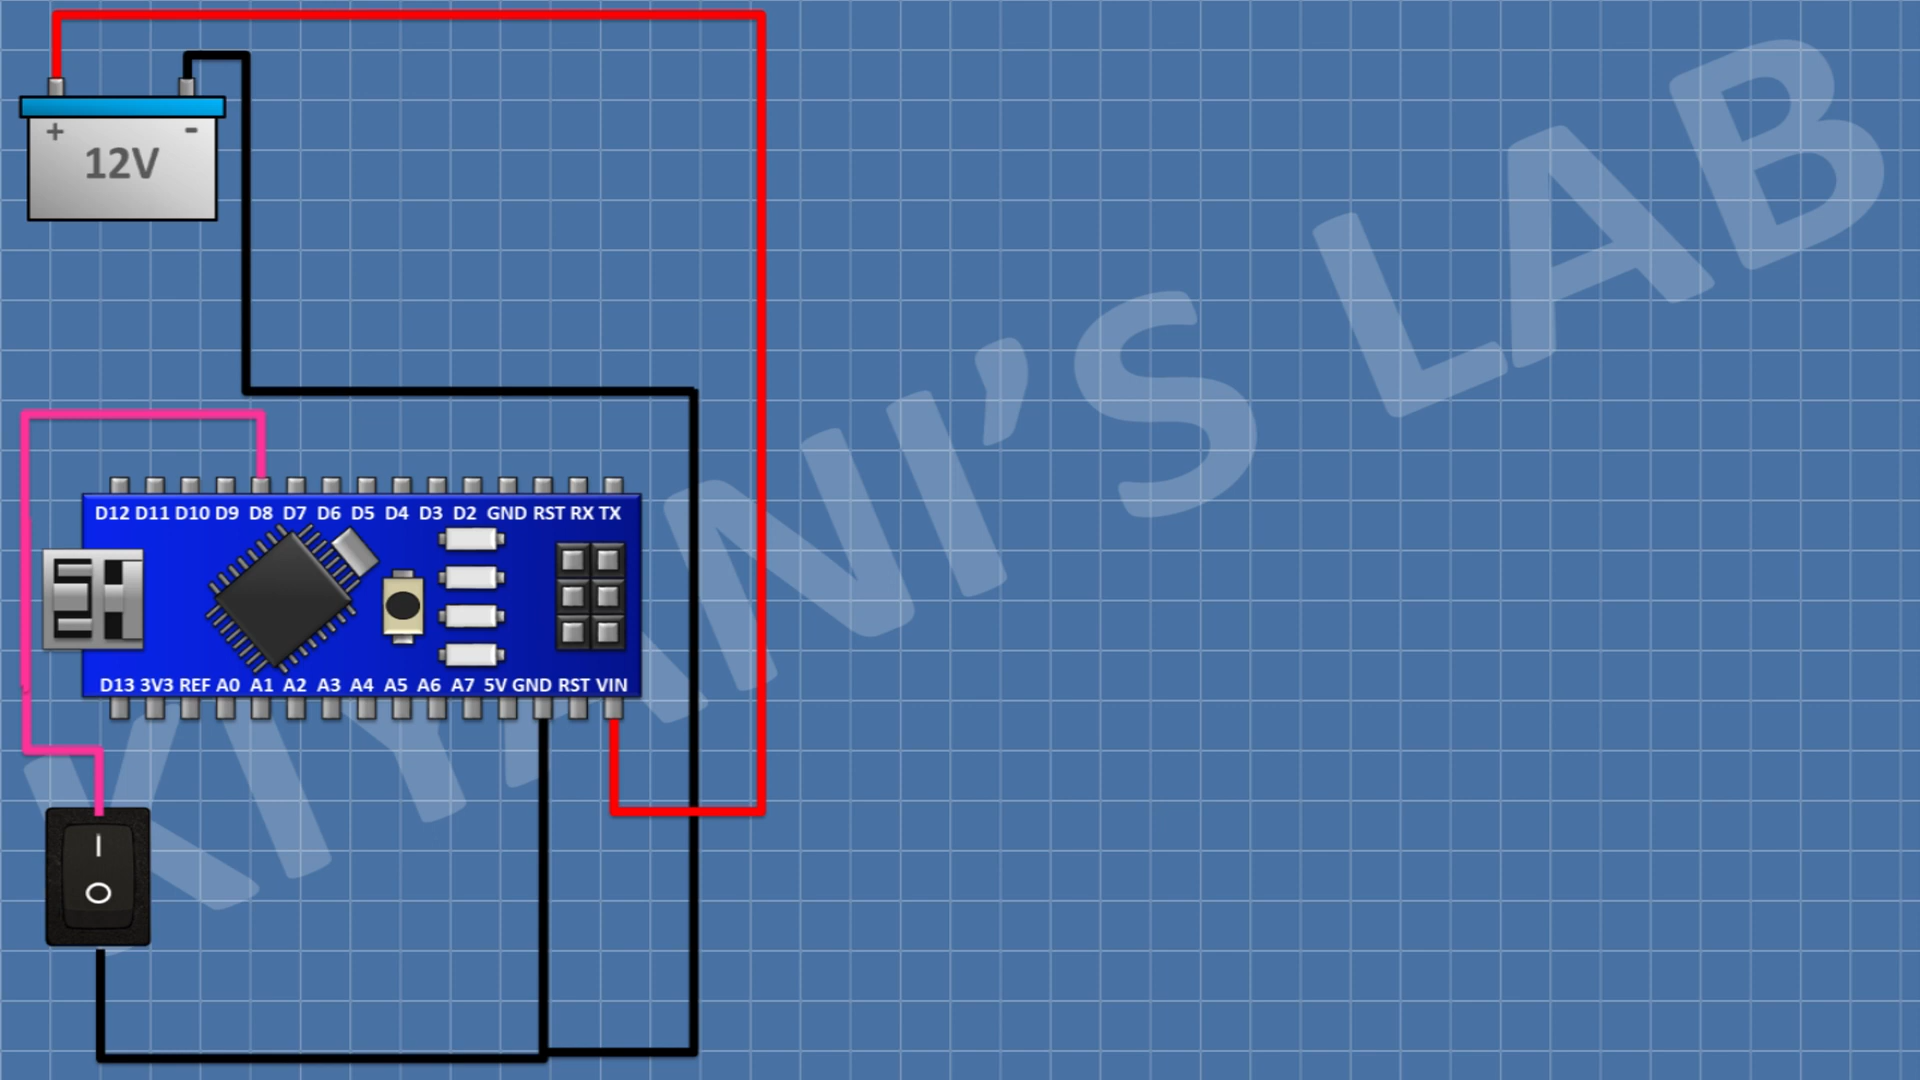 + -
12V
D12 D11 D10 D9 D8 D7 D6 D5 D4 D3 D2 GND RST RX TX
D13 3V3 REF A0 A1 A2 A3 A4 A5 A6 A7 5V GND RST VIN
KIYANI'S LAB
I
O